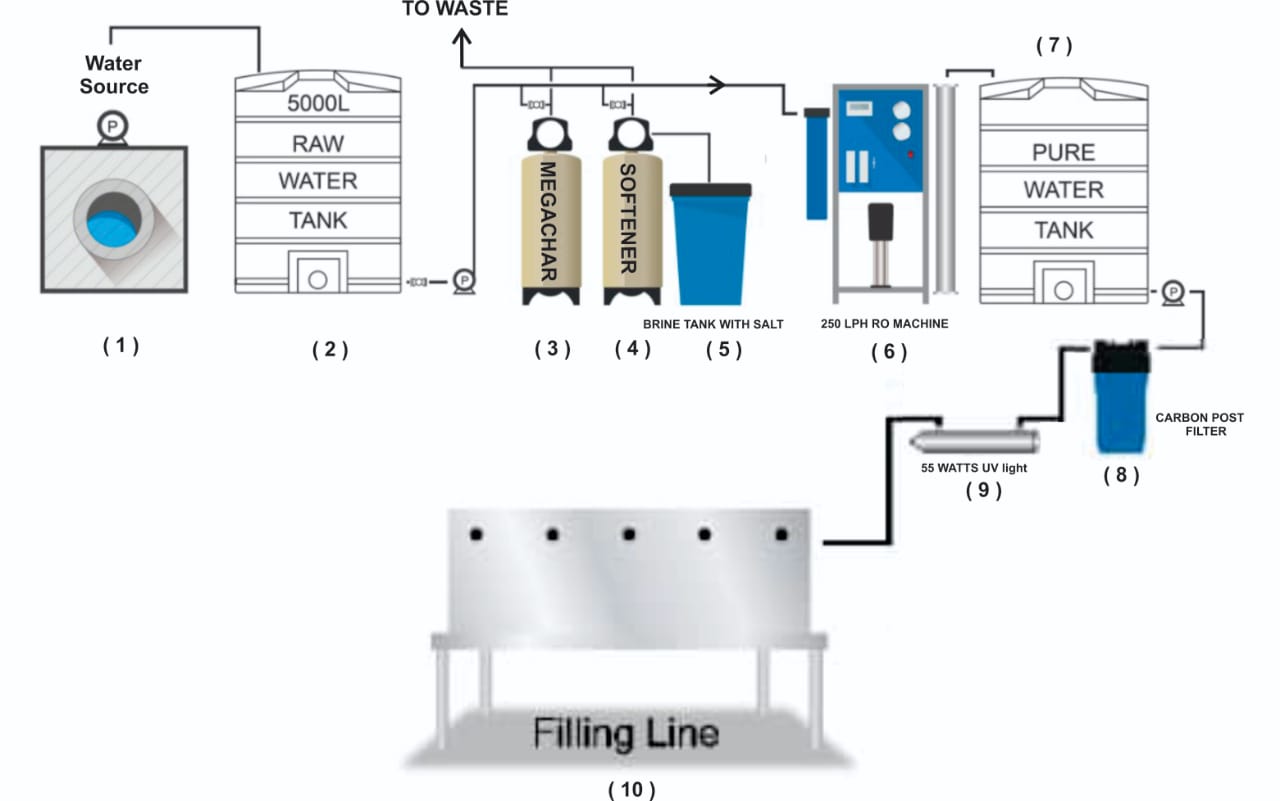 TO WASTE
Water
Source
P
( 1 )
5000L
RAW
WATER
TANK
( 2 )
P
MEGACHAR
( 3 )
SOFTENER
( 4 )
BRINE TANK WITH SALT
( 5 )
250 LPH RO MACHINE
( 6 )
( 7 )
PURE
WATER
TANK
P
CARBON POST
FILTER
( 8 )
55 WATTS UV light
( 9 )
Filling Line
( 10 )